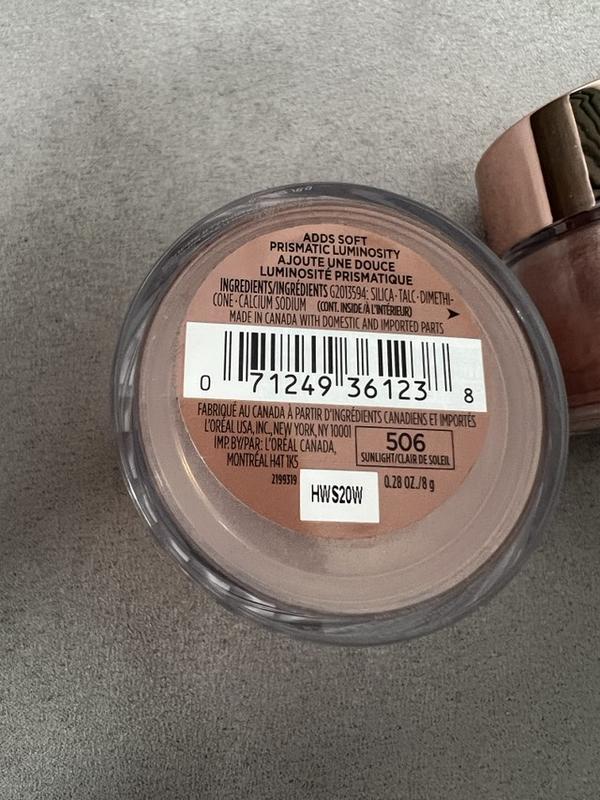 ADDS SOFT
PRISMATIC LUMINOSITY
AJOUTE UNE DOUCE
LUMINOSITÉ PRISMATIQUE
INGREDIENTS/INGRÉDIENTS G2013594: SILICA • TALC • DIMETHI-
CONE • CALCIUM SODIUM (CONT. INSIDE/À L'INTÉRIEUR)
MADE IN CANADA WITH DOMESTIC AND IMPORTED PARTS
0 71249 36123 8
FABRIQUÉ AU CANADA À PARTIR D'INGRÉDIENTS CANADIENS ET IMPORTÉS
L'ORÉAL USA, INC., NEW YORK, NY 10001
IMP. BY/PAR: L'ORÉAL CANADA,
MONTRÉAL H4T 1K5
506
SUNLIGHT/CLAIR DE SOLEIL
2199319
HWS20W
0.28 OZ./8 g